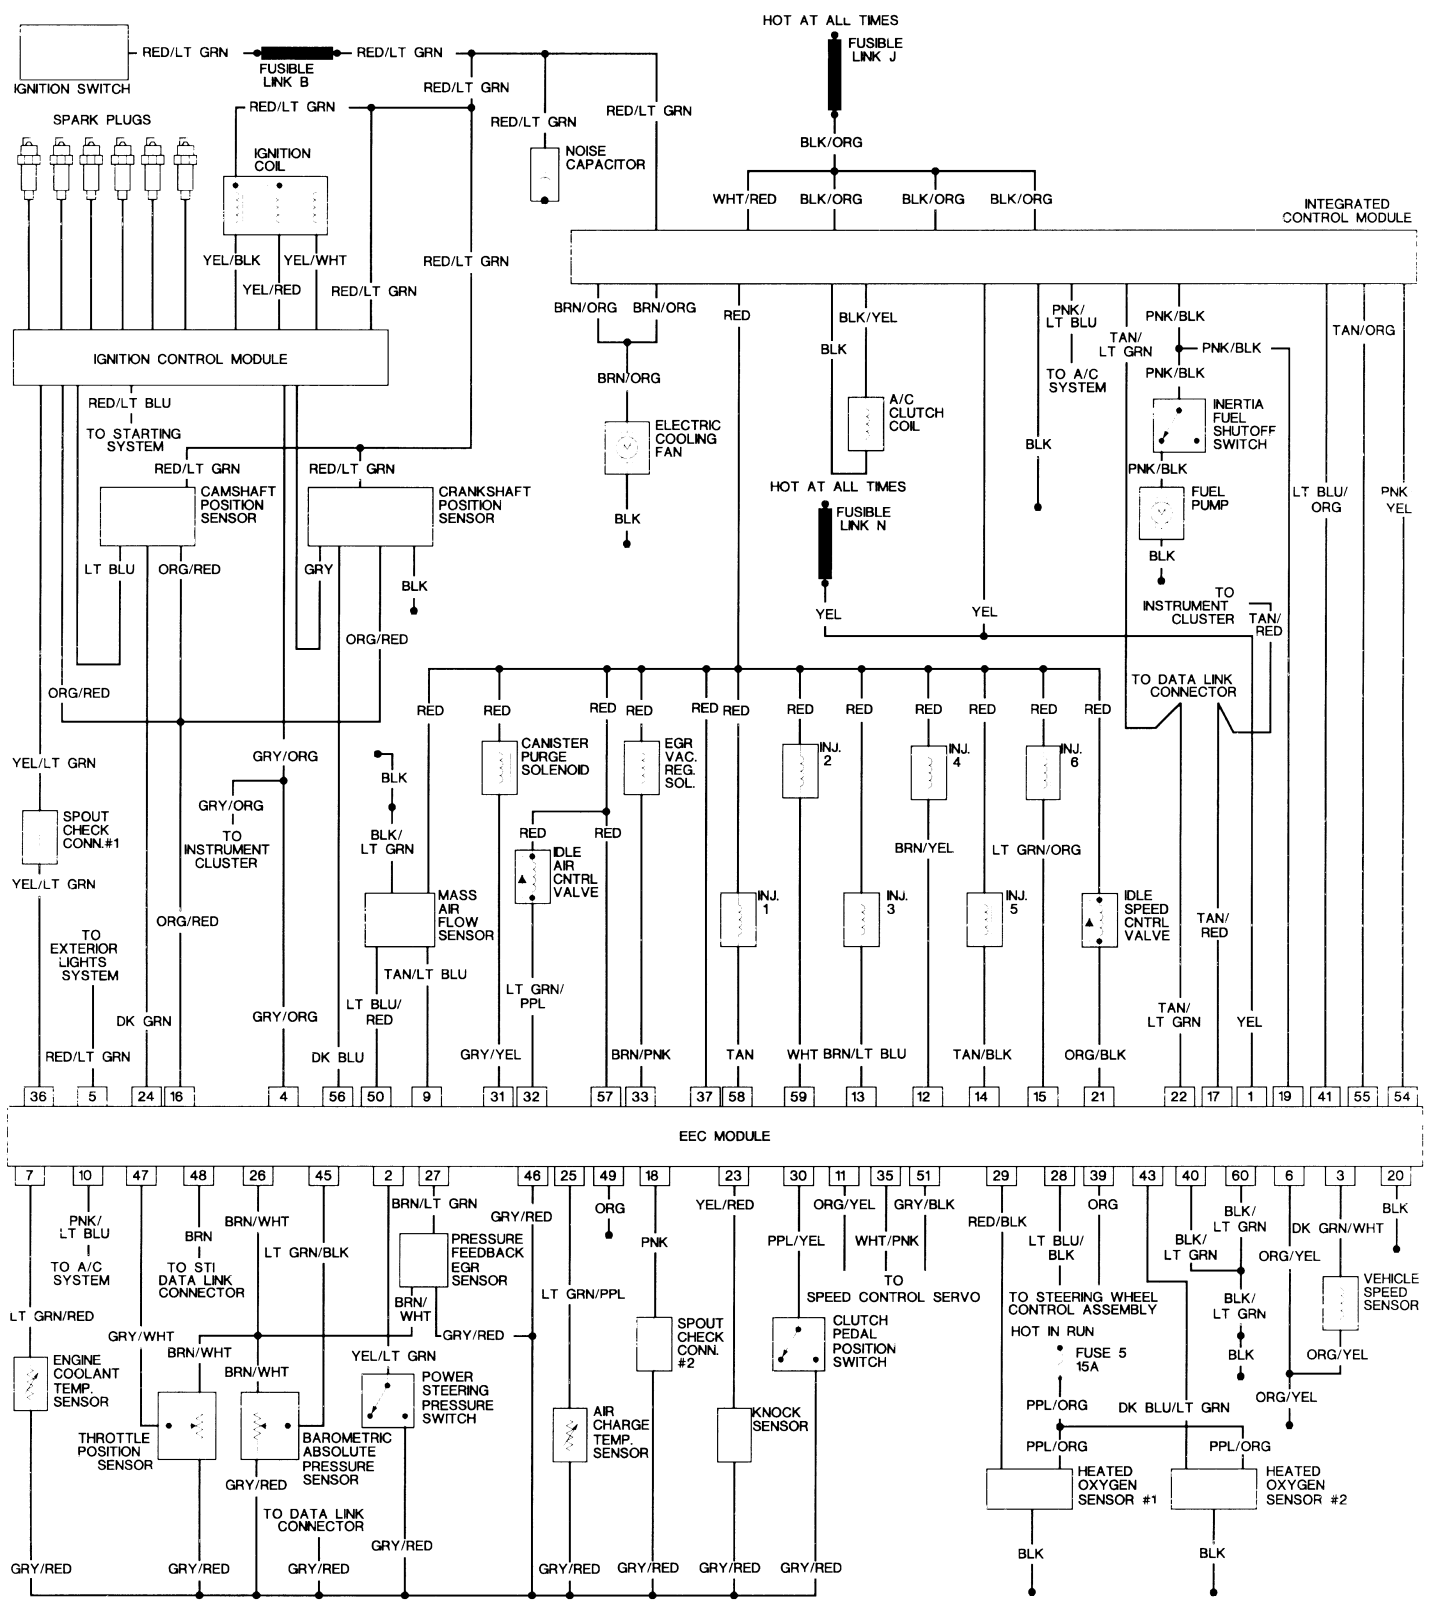 HOT AT ALL TIMES
RED/LT GRN
RED/LT GRN
FUSIBLE
LINK B
FUSIBLE
LINK J
IGNITION SWITCH
RED/LT GRN
RED/LT GRN
RED/LT GRN
RED/LT GRN
SPARK PLUGS
BLK/ORG
IGNITION
COIL
NOISE
CAPACITOR
WHT/RED
BLK/ORG
BLK/ORG
BLK/ORG
INTEGRATED
CONTROL MODULE
YEL/BLK
YEL/WHT
RED/LT GRN
YEL/RED
RED/LT GRN
BRN/ORG
BRN/ORG
RED
BLK/YEL
PNK/
LT BLU
PNK/BLK
TAN/ORG
TAN/
LT GRN
BLK
PNK/BLK
IGNITION CONTROL MODULE
BRN/ORG
TO A/C
SYSTEM
PNK/BLK
RED/LT BLU
TO STARTING
SYSTEM
A/C
CLUTCH
COIL
INERTIA
FUEL
SHUTOFF
SWITCH
ELECTRIC
COOLING
FAN
BLK
RED/LT GRN
RED/LT GRN
PNK/BLK
CAMSHAFT
POSITION
SENSOR
CRANKSHAFT
POSITION
SENSOR
HOT AT ALL TIMES
FUSIBLE
LINK N
FUEL
PUMP
LT BLU/
ORG
PNK
YEL
BLK
BLK
LT BLU
ORG/RED
GRY
BLK
TO
INSTRUMENT
CLUSTER
TAN/
RED
YEL
YEL
ORG/RED
ORG/RED
TO DATA LINK
CONNECTOR
RED
RED
RED
RED
RED
RED
RED
RED
RED
RED
RED
RED
YEL/LT GRN
GRY/ORG
BLK
CANISTER
PURGE
SOLENOID
EGR
VAC.
REG.
SOL.
INJ.
2
INJ.
4
INJ.
6
GRY/ORG
TO
INSTRUMENT
CLUSTER
SPOUT
CHECK
CONN.#1
BLK/
LT GRN
RED
RED
BRN/YEL
LT GRN/ORG
IDLE
AIR
CNTRL
VALVE
YEL/LT GRN
MASS
AIR
FLOW
SENSOR
INJ.
1
INJ.
3
INJ.
5
IDLE
SPEED
CNTRL
VALVE
ORG/RED
TAN/
RED
TO
EXTERIOR
LIGHTS
SYSTEM
TAN/LT BLU
LT BLU/
RED
LT GRN/
PPL
DK GRN
GRY/ORG
TAN/
LT GRN
YEL
RED/LT GRN
DK BLU
GRY/YEL
BRN/PNK
TAN
WHT
BRN/LT BLU
TAN/BLK
ORG/BLK
36 5 24 16 4 56 50 9 31 32 57 33 37 58 59 13 12 14 15 21 22 17 1 19 41 55 54
EEC MODULE
7 10 47 48 26 45 2 27 46 25 49 18 23 30 11 35 51 29 28 39 43 40 60 6 3 20
PNK/
LT BLU
BRN
BRN/WHT
LT GRN/BLK
BRN/LT GRN
GRY/RED
ORG
PNK
YEL/RED
PPL/YEL
ORG/YEL
WHT/PNK
GRY/BLK
RED/BLK
LT BLU/
BLK
ORG
BLK/
LT GRN
BLK/
LT GRN
ORG/YEL
DK GRN/WHT
BLK
TO A/C
SYSTEM
TO STI
DATA LINK
CONNECTOR
PRESSURE
FEEDBACK
EGR
SENSOR
TO
SPEED CONTROL SERVO
TO STEERING WHEEL
CONTROL ASSEMBLY
VEHICLE
SPEED
SENSOR
LT GRN/RED
BRN/
WHT
LT GRN/PPL
BLK/
LT GRN
GRY/WHT
BRN/WHT
GRY/RED
YEL/LT GRN
SPOUT
CHECK
CONN.
#2
CLUTCH
PEDAL
POSITION
SWITCH
HOT IN RUN
FUSE 5
15A
BLK
ORG/YEL
ENGINE
COOLANT
TEMP.
SENSOR
BRN/WHT
POWER
STEERING
PRESSURE
SWITCH
ORG/YEL
PPL/ORG
DK BLU/LT GRN
AIR
CHARGE
TEMP.
SENSOR
KNOCK
SENSOR
THROTTLE
POSITION
SENSOR
BAROMETRIC
ABSOLUTE
PRESSURE
SENSOR
PPL/ORG
PPL/ORG
GRY/RED
HEATED
OXYGEN
SENSOR #1
HEATED
OXYGEN
SENSOR #2
TO DATA LINK
CONNECTOR
GRY/RED
BLK
BLK
GRY/RED
GRY/RED
GRY/RED
GRY/RED
GRY/RED
GRY/RED
GRY/RED